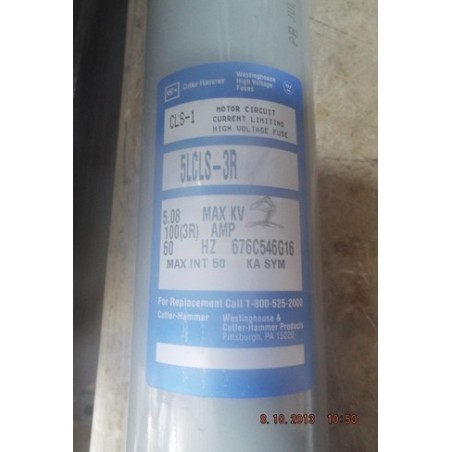 Cutler-Hammer
Westinghouse
High Voltage
Fuses
CLS-1
MOTOR CIRCUIT
CURRENT LIMITING
HIGH VOLTAGE FUSE
5LCLS-3R
5.08 MAX KV
100(3R) AMP
60 HZ 676C546G16
MAX INT 50 KA SYM
For Replacement Call 1-800-525-2000
Cutler-Hammer
Westinghouse &
Cutler-Hammer Products
Pittsburgh, PA 15220
8.10.2013 10:50